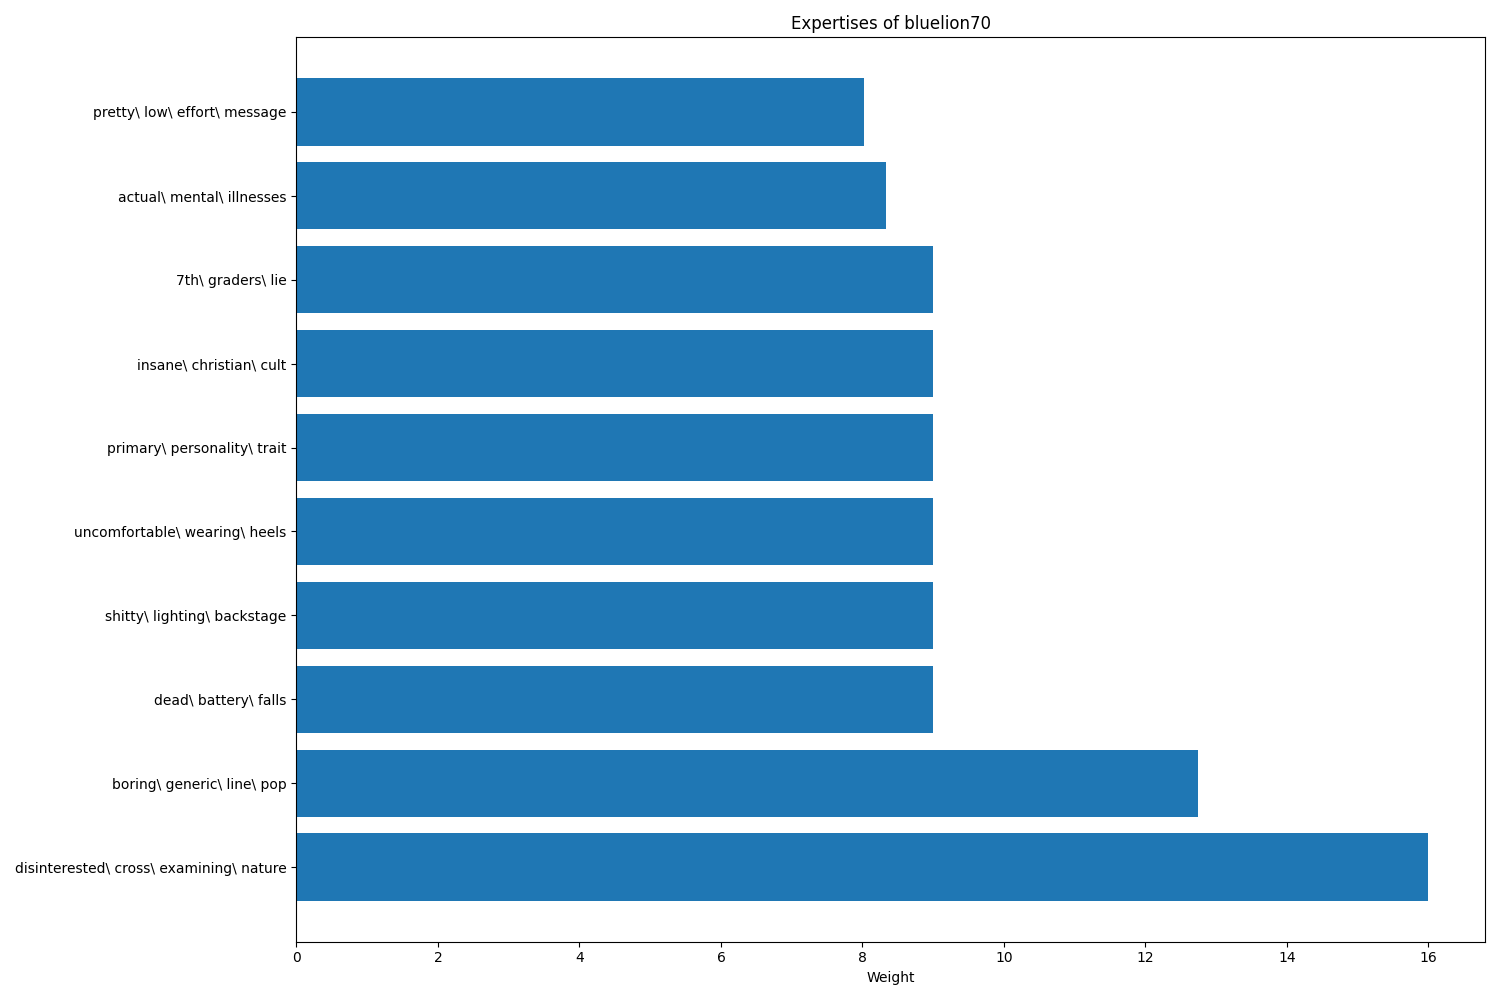 Expertises of bluelion70
pretty\ low\ effort\ message
actual\ mental\ illnesses
7th\ graders\ lie
insane\ christian\ cult
primary\ personality\ trait
uncomfortable\ wearing\ heels
shitty\ lighting\ backstage
dead\ battery\ falls
boring\ generic\ line\ pop
disinterested\ cross\ examining\ nature
0 2 4 6 8 10 12 14 16
Weight